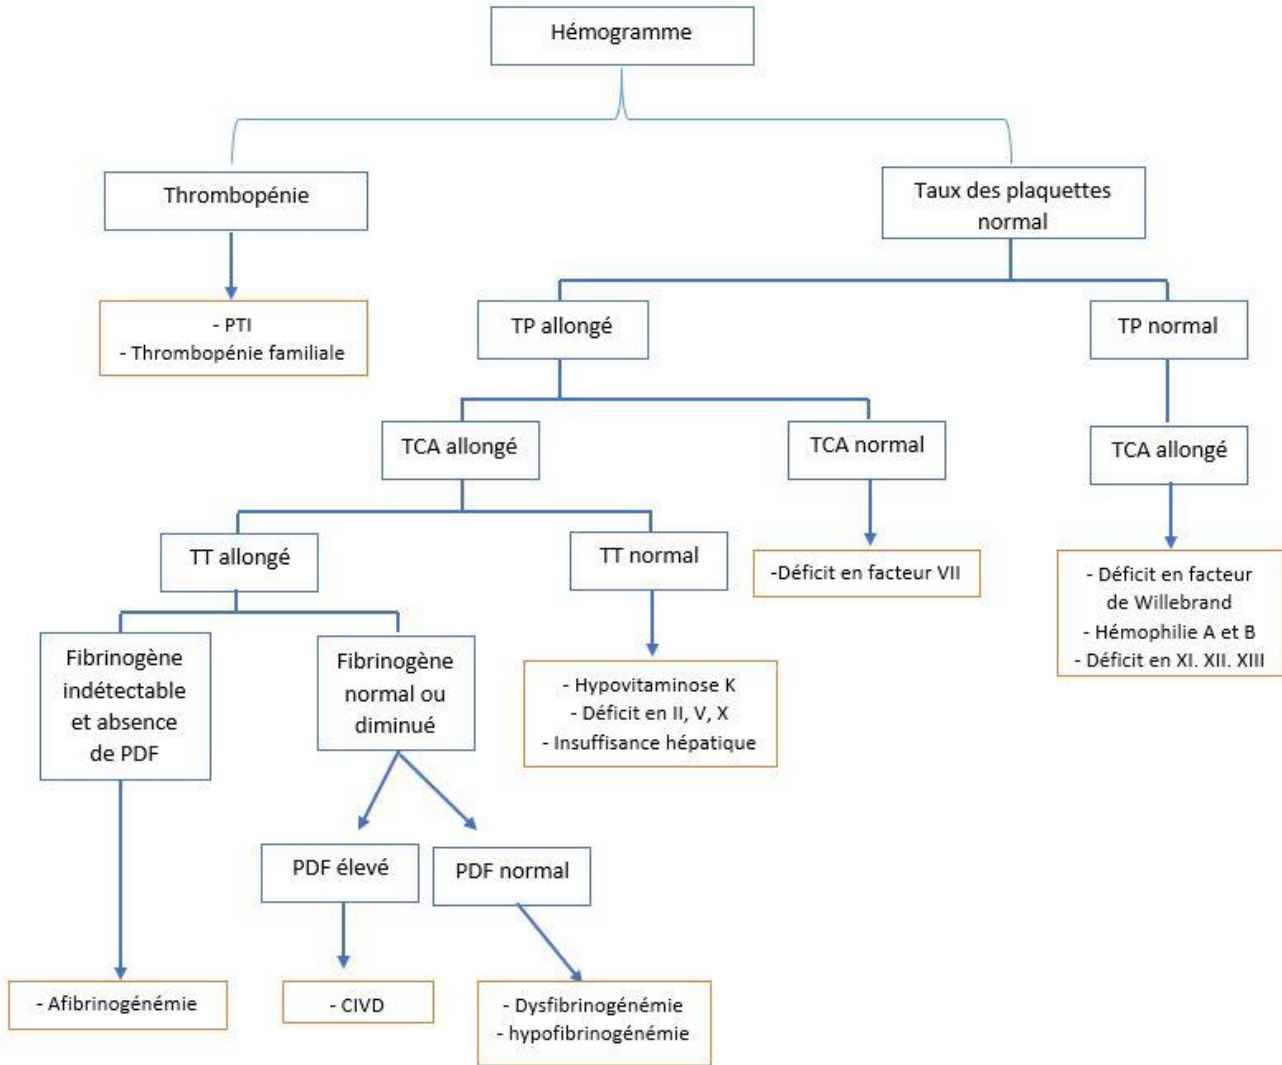 Hémogramme
Thrombopénie
Taux des plaquettes
normal
- PTI
- Thrombopénie familiale
TP allongé
TP normal
TCA allongé
TCA normal
TCA allongé
TT allongé
TT normal
-Déficit en facteur VII
- Déficit en facteur
de Willebrand
- Hémophilie A et B
- Déficit en XI. XII. XIII
Fibrinogène
indétectable
et absence
de PDF
Fibrinogène
normal ou
diminué
- Hypovitaminose K
- Déficit en II, V, X
- Insuffisance hépatique
PDF élevé
PDF normal
- Afibrinogénémie
- CIVD
- Dysfibrinogénémie
- hypofibrinogénémie